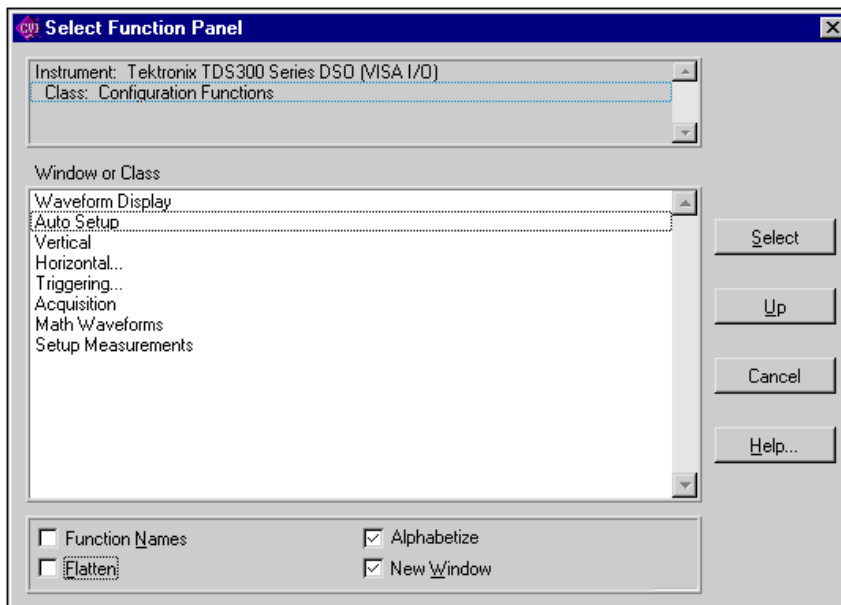 CVI Select Function Panel
Instrument: Tektronix TDS300 Series DSO (VISA I/O)
Class: Configuration Functions
Window or Class
Waveform Display
Auto Setup
Vertical
Horizontal...
Triggering...
Acquisition
Math Waveforms
Setup Measurements
Select
Up
Cancel
Help...
Function Names
Alphabetize
Flatten
New Window